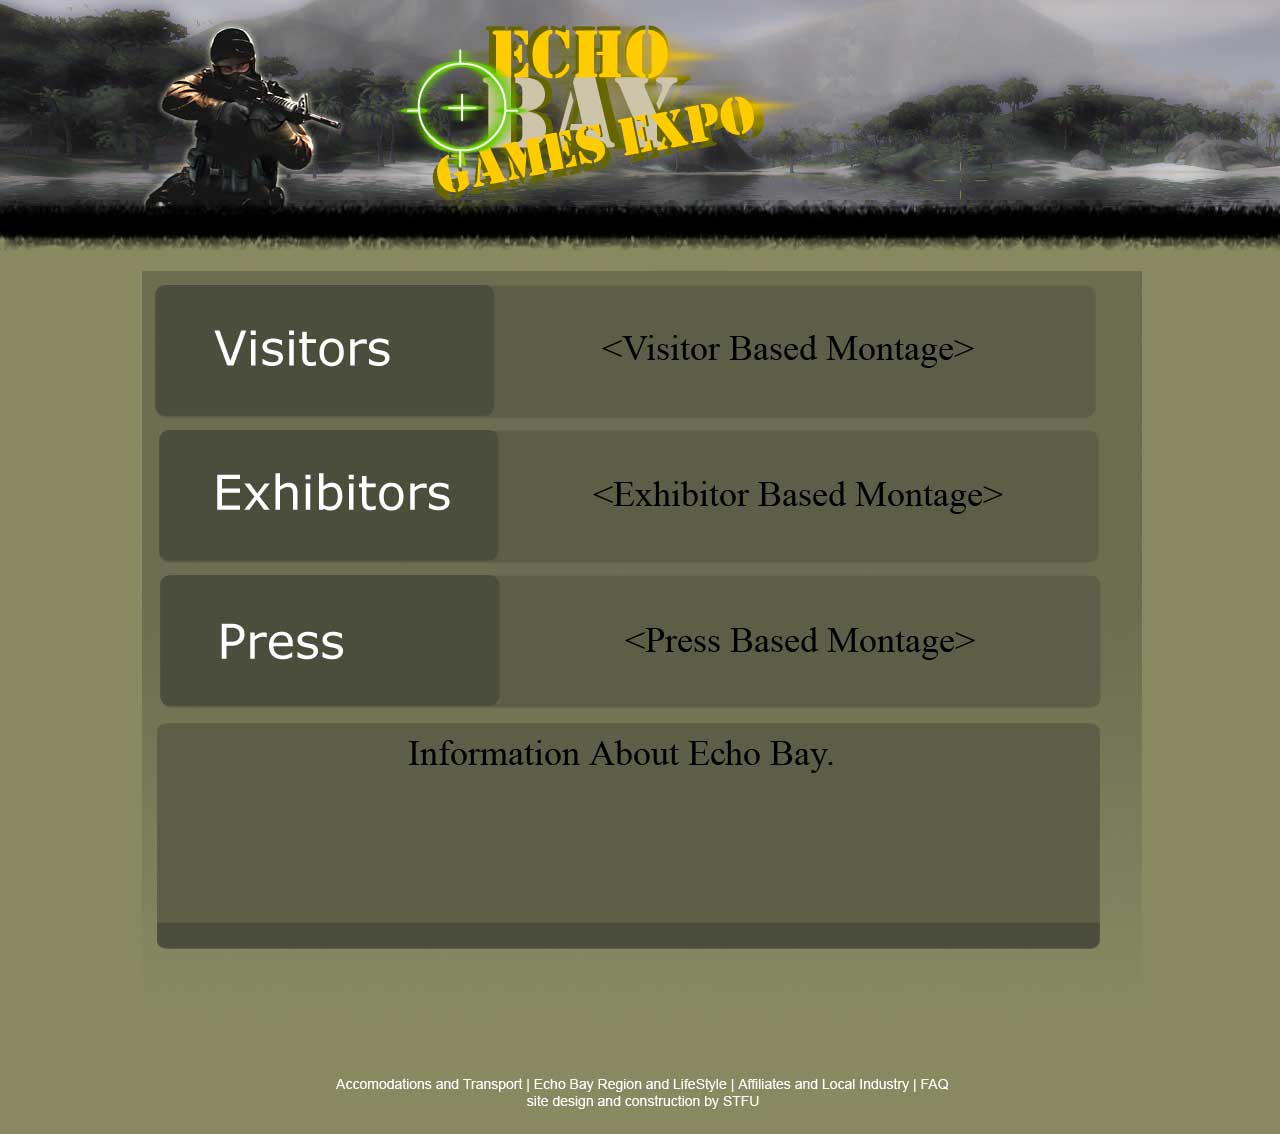 ECHO
BAY
GAMES EXPO
Visitors
<Visitor Based Montage>
Exhibitors
<Exhibitor Based Montage>
Press
<Press Based Montage>
Information About Echo Bay.
Accomodations and Transport | Echo Bay Region and LifeStyle | Affiliates and Local Industry | FAQ
site design and construction by STFU